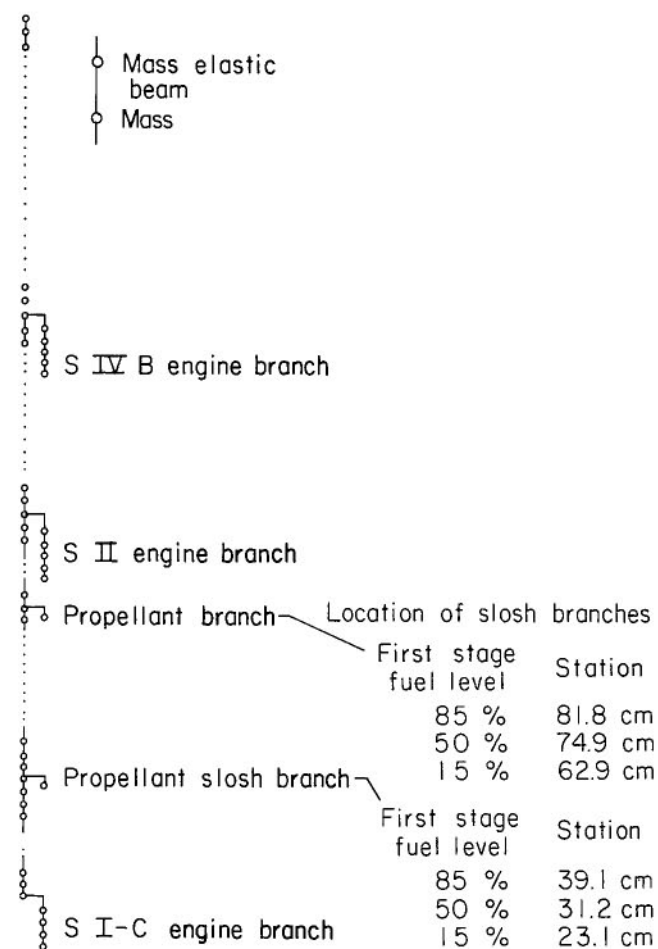 Mass elastic
beam
Mass
S IV B engine branch
S II engine branch
Propellant branch
Location of slosh branches
First stage
fuel level
Station
85 % 81.8 cm
50 % 74.9 cm
15 % 62.9 cm
Propellant slosh branch
First stage
fuel level
Station
85 % 39.1 cm
50 % 31.2 cm
15 % 23.1 cm
S I-C engine branch